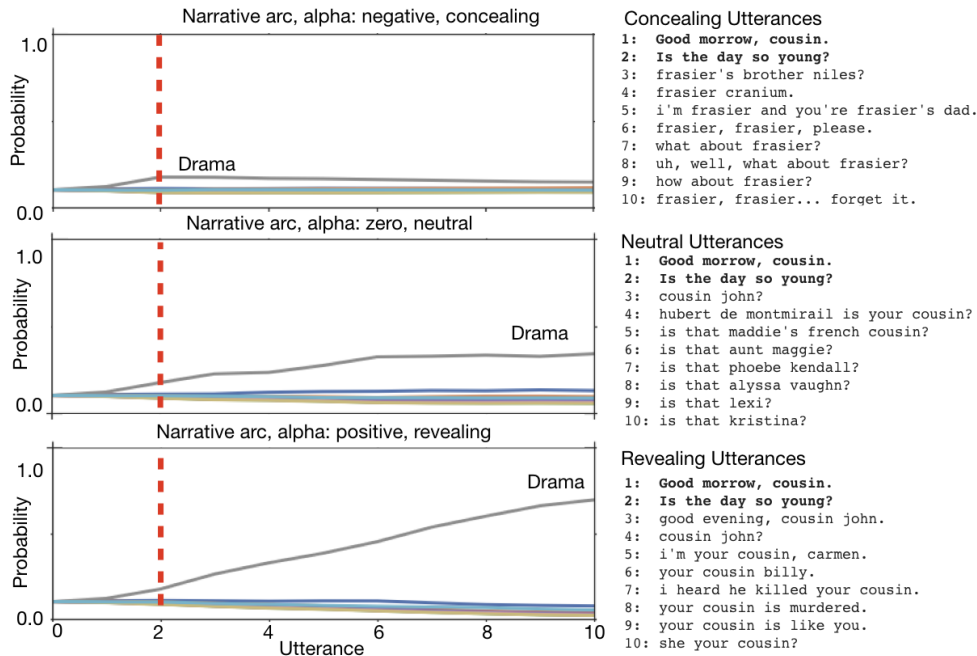 Narrative arc, alpha: negative, concealing
1.0
Probability
Drama
0.0
Concealing Utterances
1: Good morrow, cousin.
2: Is the day so young?
3: frasier's brother niles?
4: frasier cranium.
5: i'm frasier and you're frasier's dad.
6: frasier, frasier, please.
7: what about frasier?
8: uh, well, what about frasier?
9: how about frasier?
10: frasier, frasier... forget it.
Narrative arc, alpha: zero, neutral
1.0
Probability
Drama
0.0
Neutral Utterances
1: Good morrow, cousin.
2: Is the day so young?
3: cousin john?
4: hubert de montmirail is your cousin?
5: is that maddie's french cousin?
6: is that aunt maggie?
7: is that phoebe kendall?
8: is that alyssa vaughn?
9: is that lexi?
10: is that kristina?
Narrative arc, alpha: positive, revealing
1.0
Probability
Drama
0.0
0 2 4 6 8 10
Utterance
Revealing Utterances
1: Good morrow, cousin.
2: Is the day so young?
3: good evening, cousin john.
4: cousin john?
5: i'm your cousin, carmen.
6: your cousin billy.
7: i heard he killed your cousin.
8: your cousin is murdered.
9: your cousin is like you.
10: she your cousin?